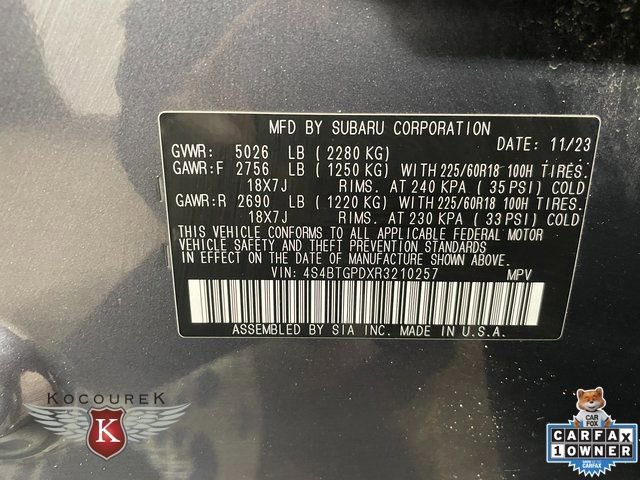 MFD BY SUBARU CORPORATION
DATE: 11/23
GVWR: 5026 LB ( 2280 KG)
GAWR:F 2756 LB ( 1250 KG) WITH 225/60R18 100H TIRES.
18X7J RIMS. AT 240 KPA ( 35 PSI) COLD
GAWR:R 2690 LB ( 1220 KG) WITH 225/60R18 100H TIRES.
18X7J RIMS. AT 230 KPA ( 33 PSI) COLD
THIS VEHICLE CONFORMS TO ALL APPLICABLE FEDERAL MOTOR
VEHICLE SAFETY AND THEFT PREVENTION STANDARDS
IN EFFECT ON THE DATE OF MANUFACTURE SHOWN ABOVE.
VIN: 4S4BTGPDXR3210257 MPV
ASSEMBLED BY SIA INC. MADE IN U.S.A.
KOCOUREK
K
CAR
FOX
CARFAX
1 OWNER